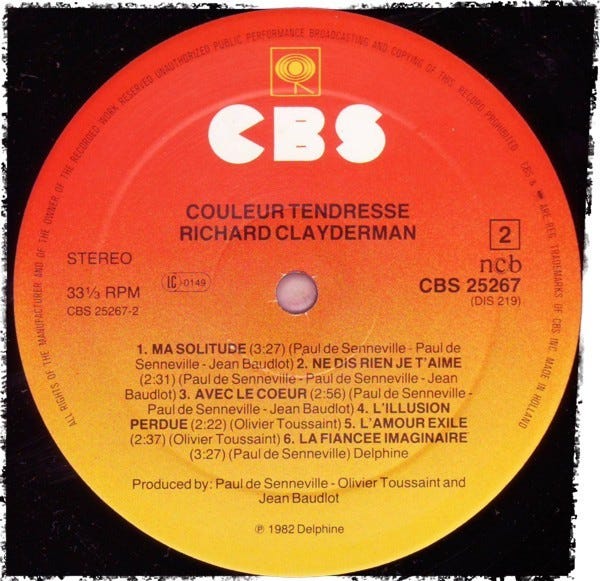 ALL RIGHTS OF THE MANUFACTURER AND OF THE OWNER OF THE RECORDED WORK RESERVED UNAUTHORIZED PUBLIC PERFORMANCE BROADCASTING AND COPYING OF THIS RECORD PROHIBITED CBS & ARE REG. TRADEMARKS OF CBS INC. MADE IN HOLLAND
CBS
COULEUR TENDRESSE
RICHARD CLAYDERMAN
STEREO
LC-0149
2
ncb
33⅓ RPM
CBS 25267
CBS 25267-2
(DIS 219)
1. MA SOLITUDE (3:27) (Paul de Senneville - Paul de
Senneville - Jean Baudlot) 2. NE DIS RIEN JE T'AIME
(2:31) (Paul de Senneville - Paul de Senneville - Jean
Baudlot) 3. AVEC LE COEUR (2:56) (Paul de Senneville -
Paul de Senneville - Jean Baudlot) 4. L'ILLUSION
PERDUE (2:22) (Olivier Toussaint) 5. L'AMOUR EXILE
(2:37) (Olivier Toussaint) 6. LA FIANCEE IMAGINAIRE
(3:27) (Paul de Senneville) Delphine
Produced by: Paul de Senneville - Olivier Toussaint and
Jean Baudlot
℗ 1982 Delphine